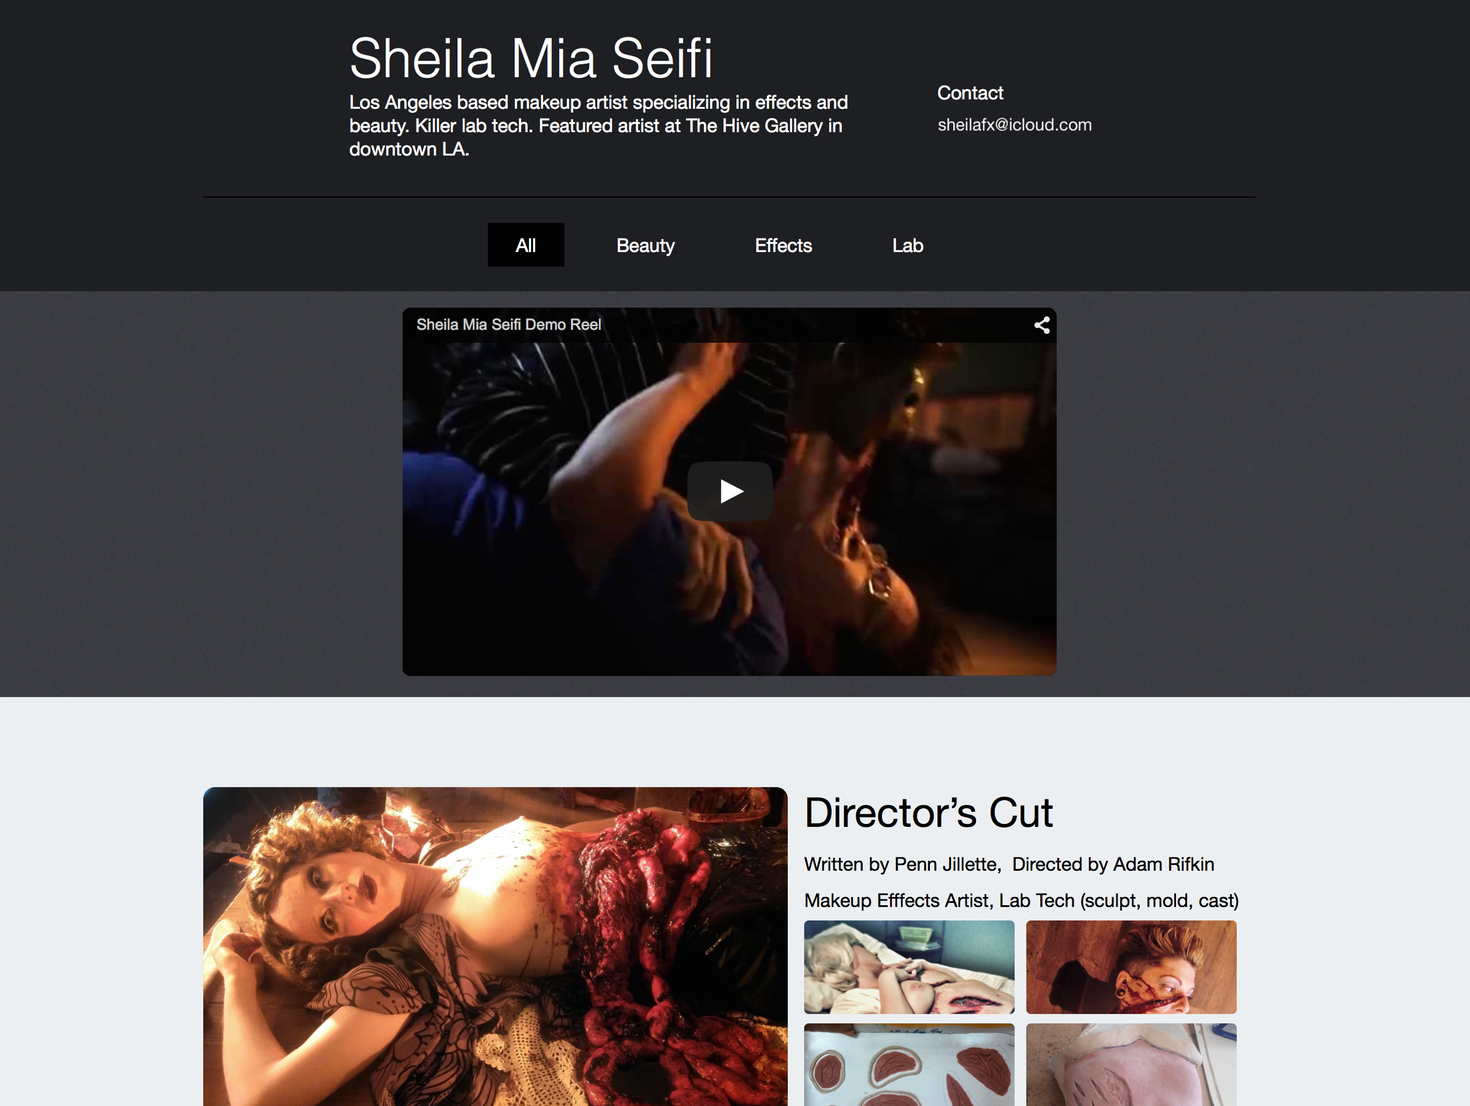 Sheila Mia Seifi
Los Angeles based makeup artist specializing in effects and
beauty. Killer lab tech. Featured artist at The Hive Gallery in
downtown LA.
Contact
sheilafx@icloud.com
All
Beauty
Effects
Lab
Sheila Mia Seifi Demo Reel
Director’s Cut
Written by Penn Jillette,  Directed by Adam Rifkin
Makeup Efffects Artist, Lab Tech (sculpt, mold, cast)